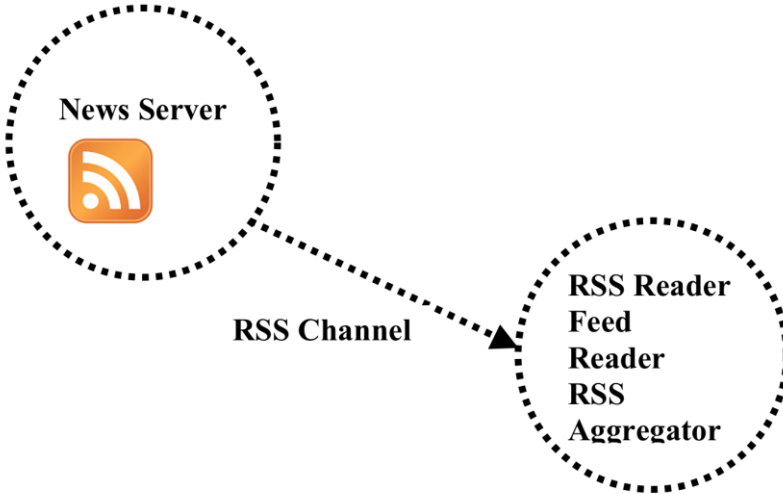 News Server
RSS Channel
RSS Reader
Feed
Reader
RSS
Aggregator